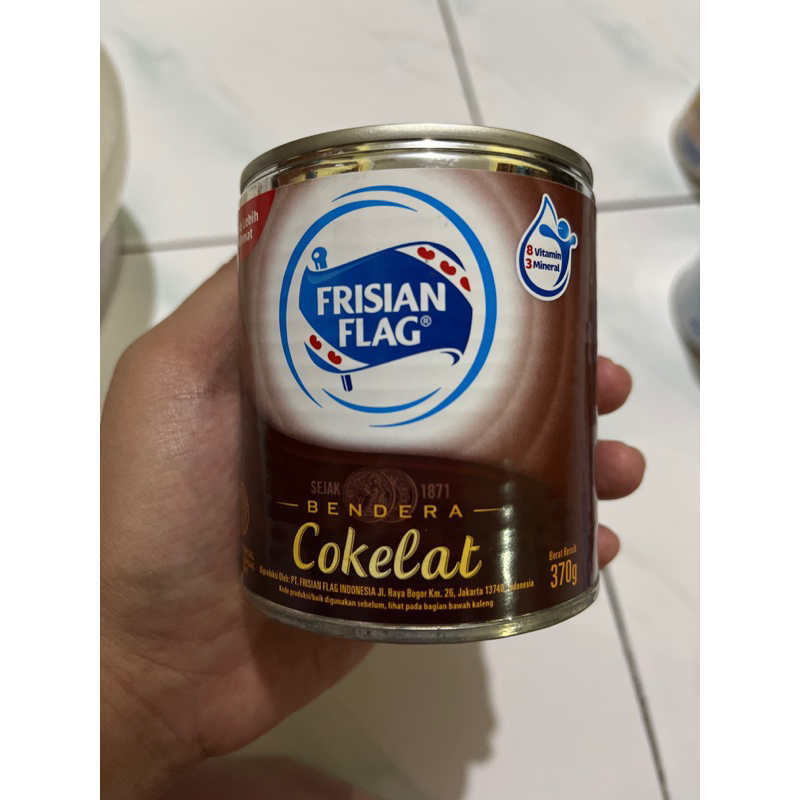 Lebih
8 Vitamin
3 Mineral
FRISIAN
FLAG®
SEJAK 1871
BENDERA
Cokelat
Berat Bersih
370g
Diproduksi Oleh: PT. FRISIAN FLAG INDONESIA Jl. Raya Bogor Km. 26, Jakarta 13740, Indonesia
Kode produksi/baik digunakan sebelum, lihat pada bagian bawah kaleng